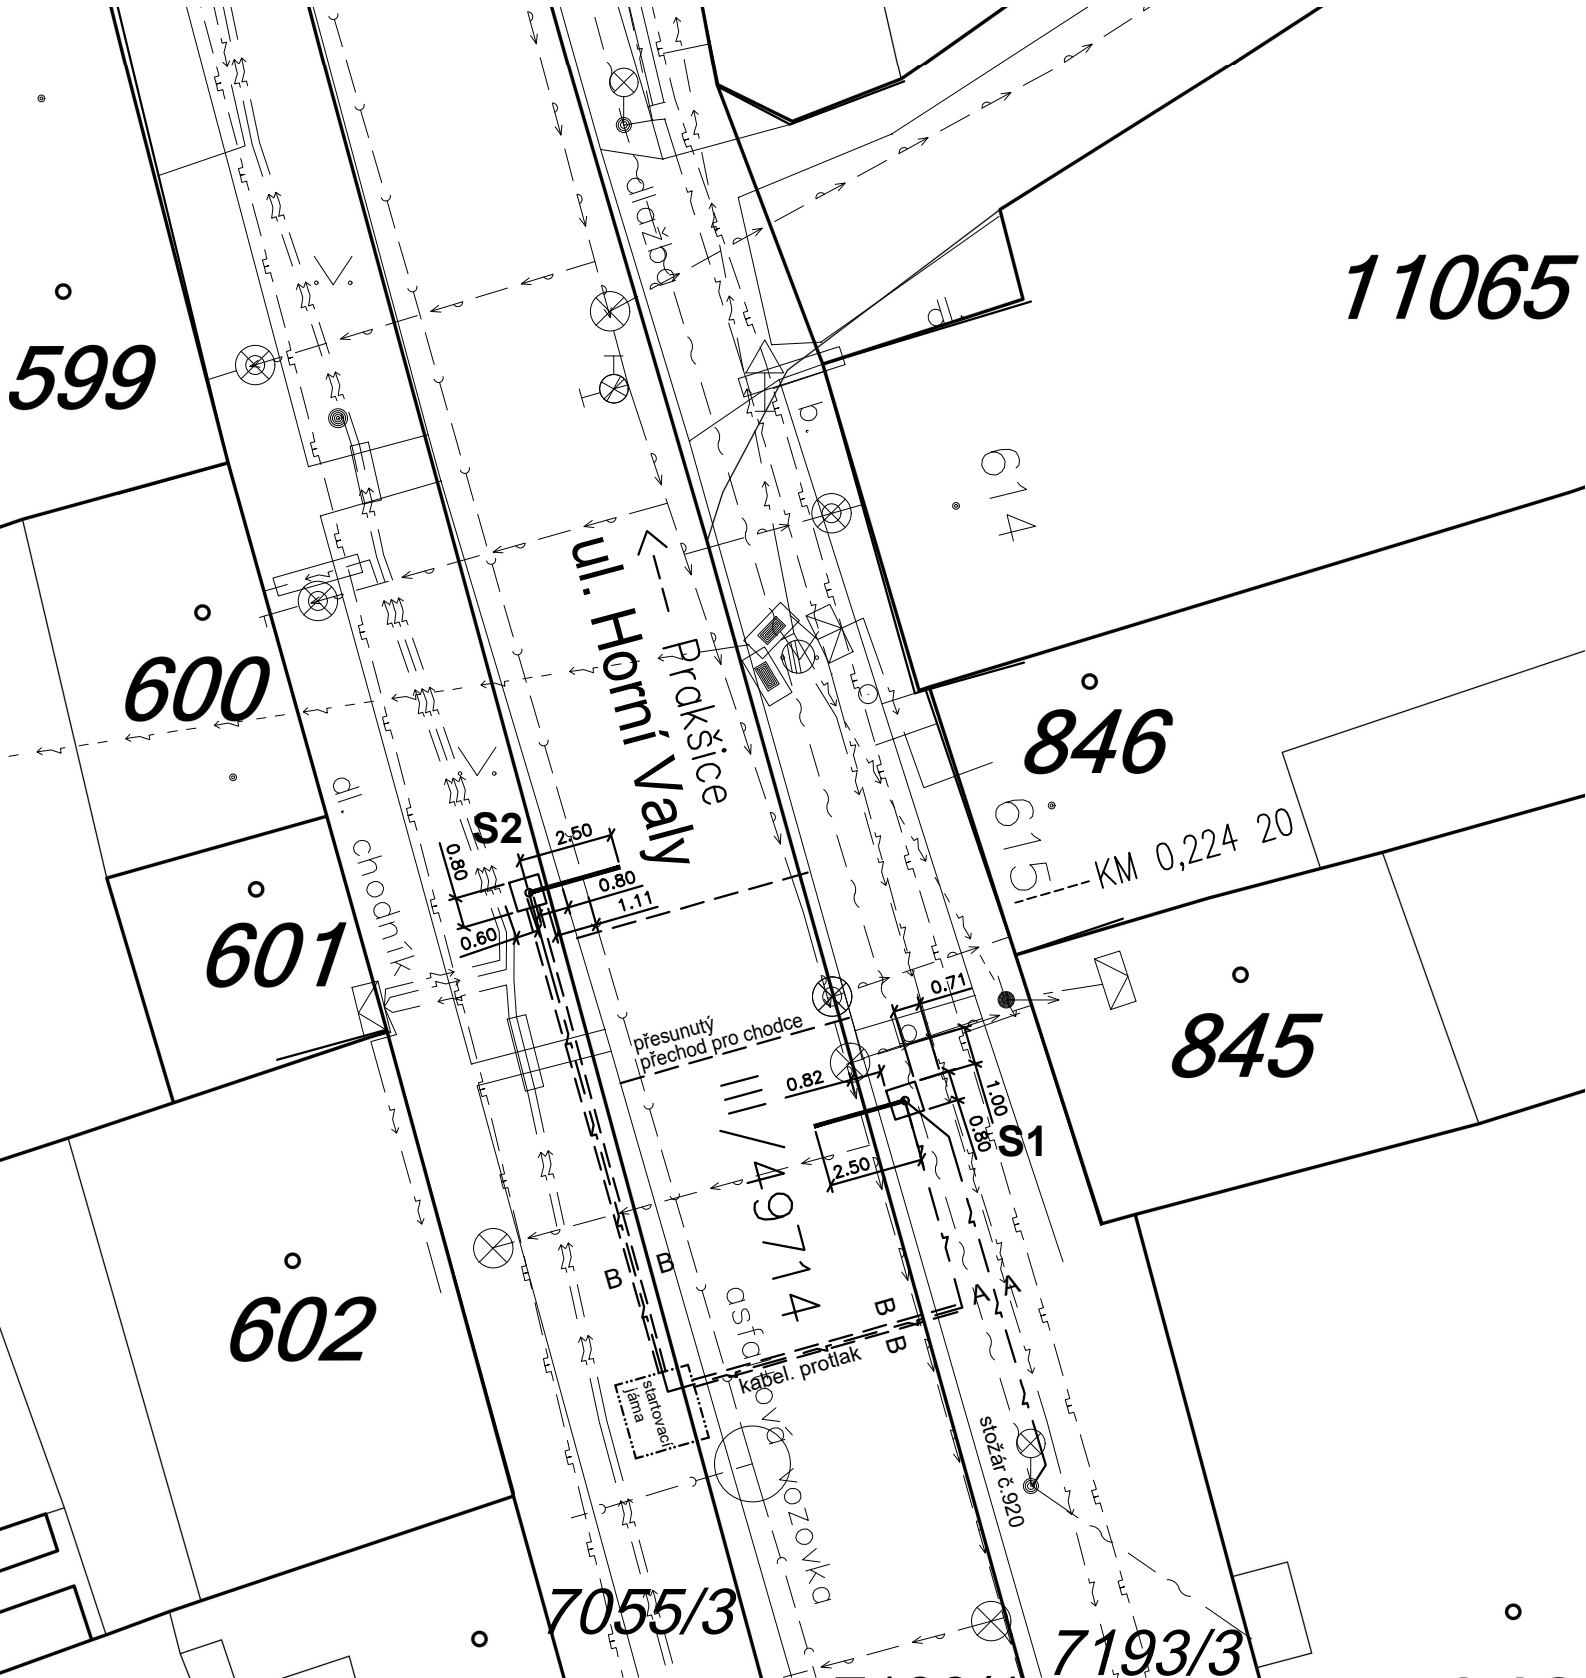 dlažba
11065
599
dl.
b.
614
ul. Horní Valy
Prakšice
600
846
dl. chodník
S2
2.50
0.80
0.80
1.11
0.60
615
KM 0,224 20
601
0.71
845
přesunutý
přechod pro chodce
0.82
1.00
0.80
S1
2.50
III/49714
B
B
A
A
B
B
602
asfaltová vozovka
kabel. protlak
startovací
jáma
stožár č.920
7055/3
7193/3